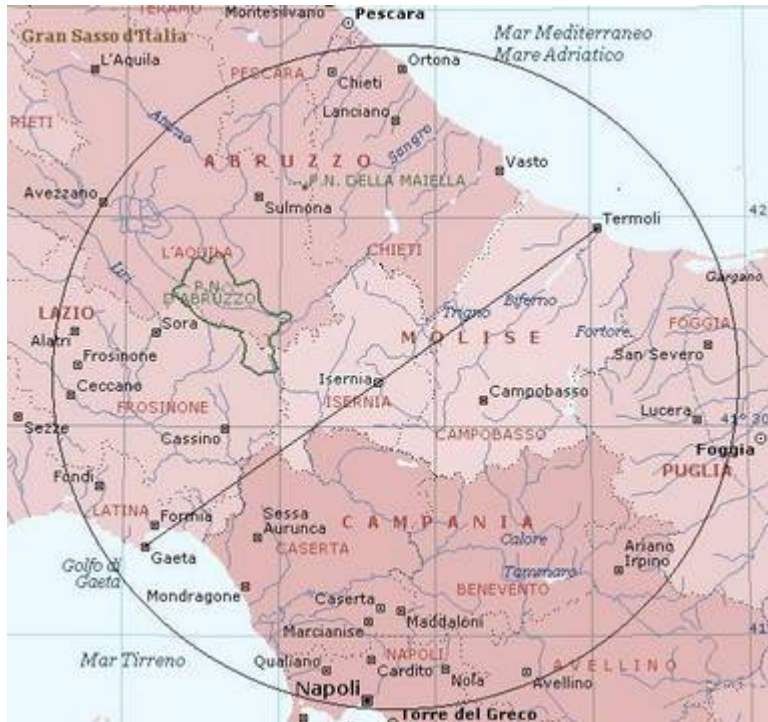 TERAMO
Montesilvano
Pescara
Gran Sasso d'Italia
L'Aquila
PESCARA
Chieti
Ortona
Mar Mediterraneo
Mare Adriatico
Lanciano
RIETI
Sangro
ABRUZZO
Vasto
P.N. DELLA MAIELLA
Avezzano
Sulmona
Termoli
42
L'AQUILA
CHIETI
Liri
P.N.
D'ABRUZZO
Gargano
LAZIO
Trigno
Biferno
Sora
MOLISE
Fortore
FOGGIA
Alatri
San Severo
Frosinone
Isernia
Ceccano
ISERNIA
Campobasso
FROSINONE
Lucera
41° 30
Sezze
Cassino
CAMPOBASSO
Foggia
Fondi
PUGLIA
LATINA
Formia
Sessa
Aurunca
CAMPANIA
Gaeta
CASERTA
Calore
Ariano
Irpino
Golfo di
Gaeta
Tammaro
BENEVENTO
Mondragone
Caserta
Maddaloni
Marcianise
41
Mar Tirreno
NAPOLI
Qualiano
Cardito
Nola
AVELLINO
Avellino
Napoli
Torre del Greco